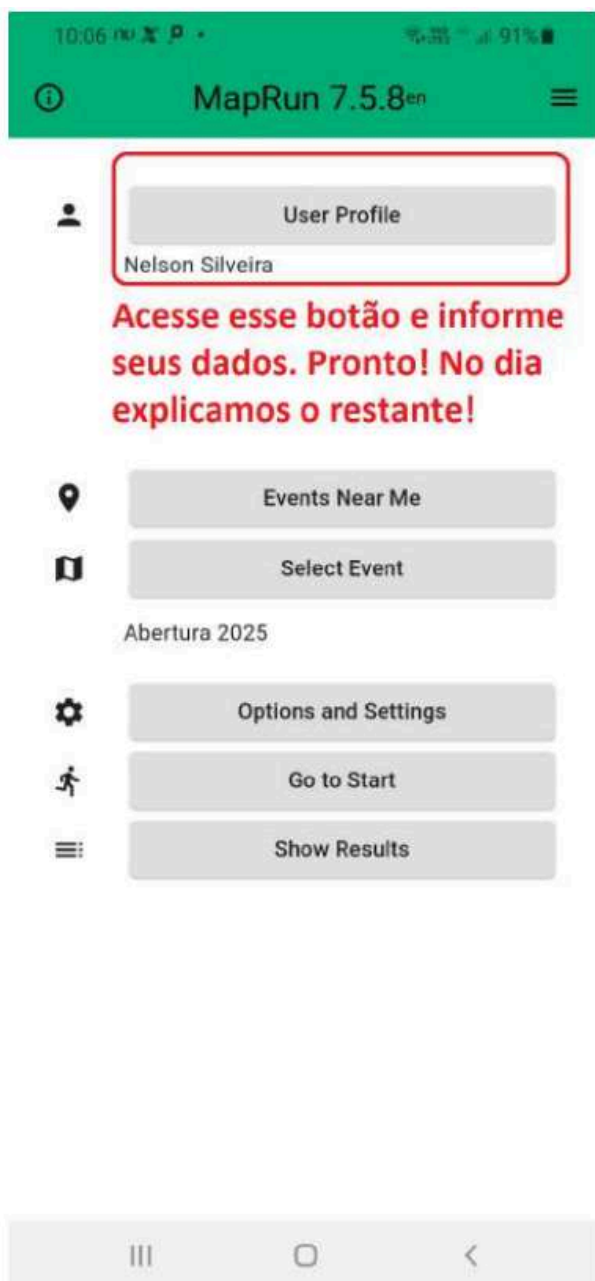 10:06
91%
MapRun 7.5.8en
User Profile
Nelson Silveira
Acesse esse botão e informe
seus dados. Pronto! No dia
explicamos o restante!
Events Near Me
Select Event
Abertura 2025
Options and Settings
Go to Start
Show Results